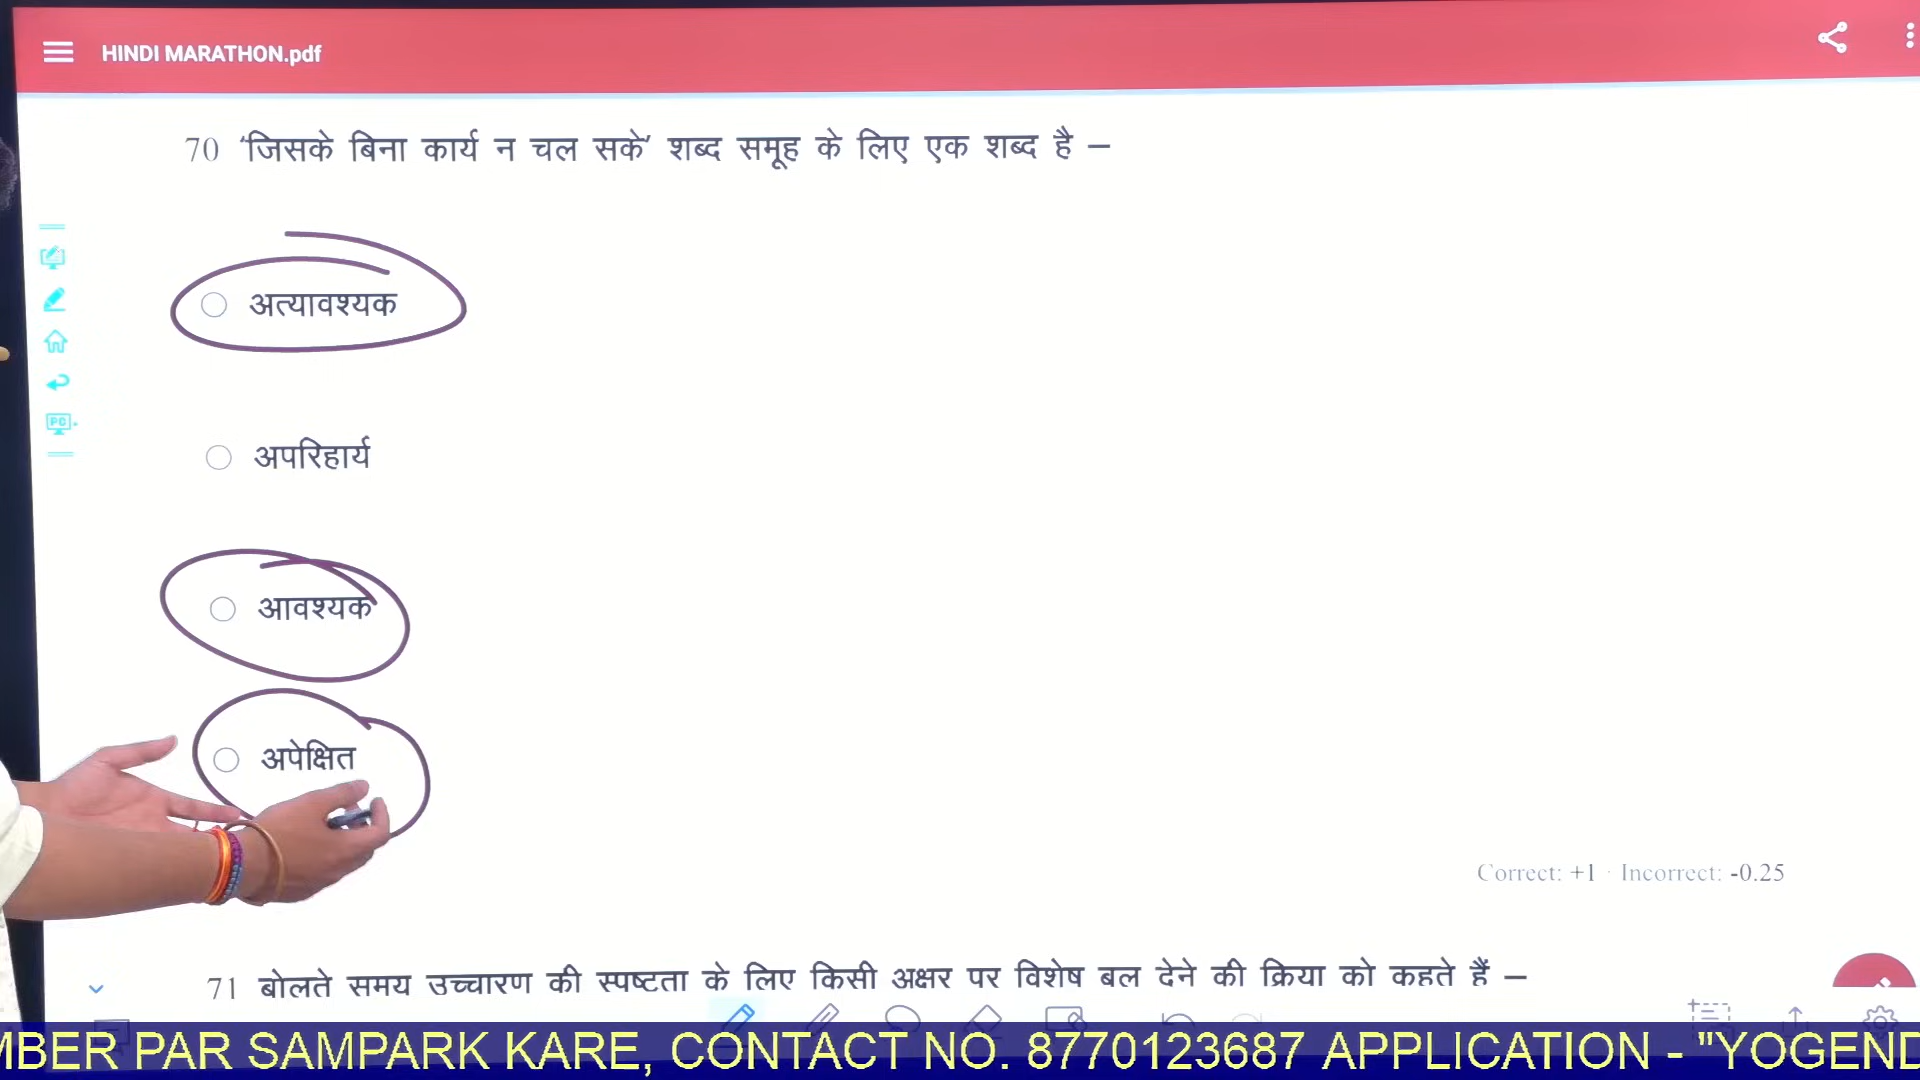 HINDI MARATHON.pdf
70 ‘जिसके बिना कार्य न चल सके’ शब्द समूह के लिए एक शब्द है –
अत्यावश्यक
अपरिहार्य
आवश्यक
अपेक्षित
Correct: +1 · Incorrect: -0.25
71 बोलते समय उच्चारण की स्पष्टता के लिए किसी अक्षर पर विशेष बल देने की क्रिया को कहते हैं –
PAR SAMPARK KARE, CONTACT NO. 8770123687 APPLICATION - "YOGEND
PC